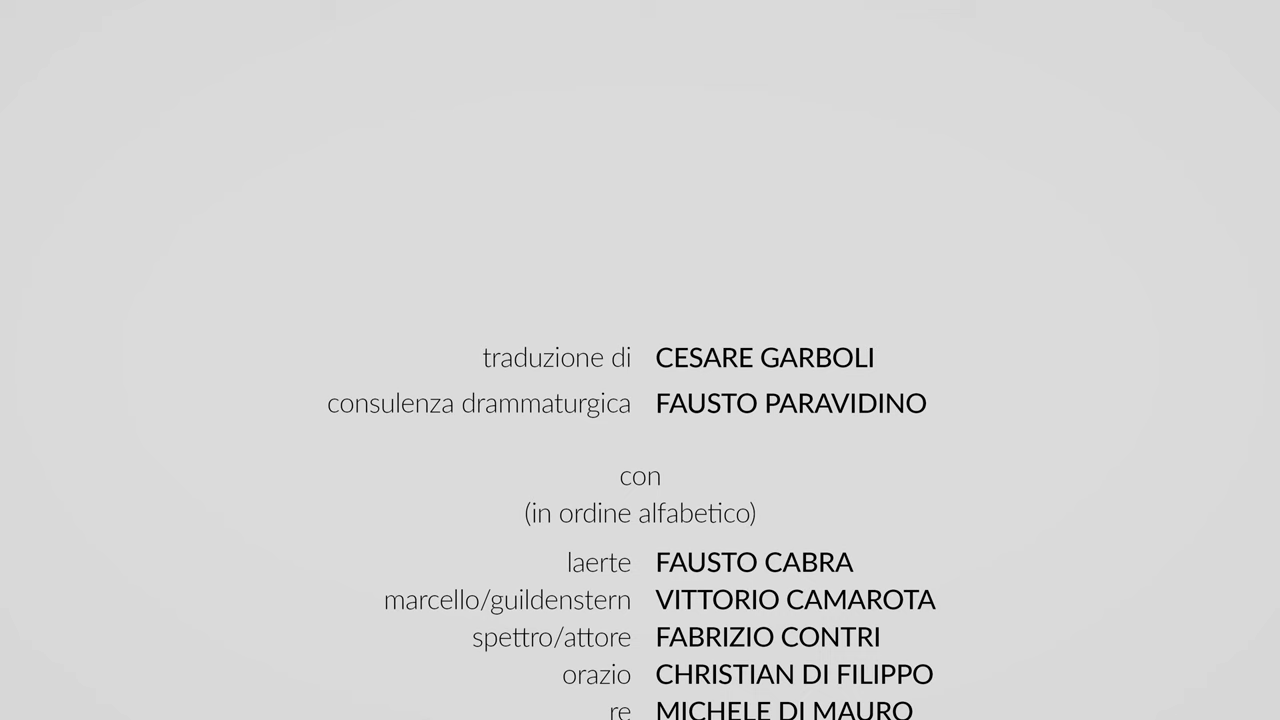 traduzione di CESARE GARBOLI
consulenza drammaturgica FAUSTO PARAVIDINO
con
(in ordine alfabetico)
laerte FAUSTO CABRA
marcello/guildenstern VITTORIO CAMAROTA
spettro/attore FABRIZIO CONTRI
orazio CHRISTIAN DI FILIPPO
re MICHELE DI MAURO